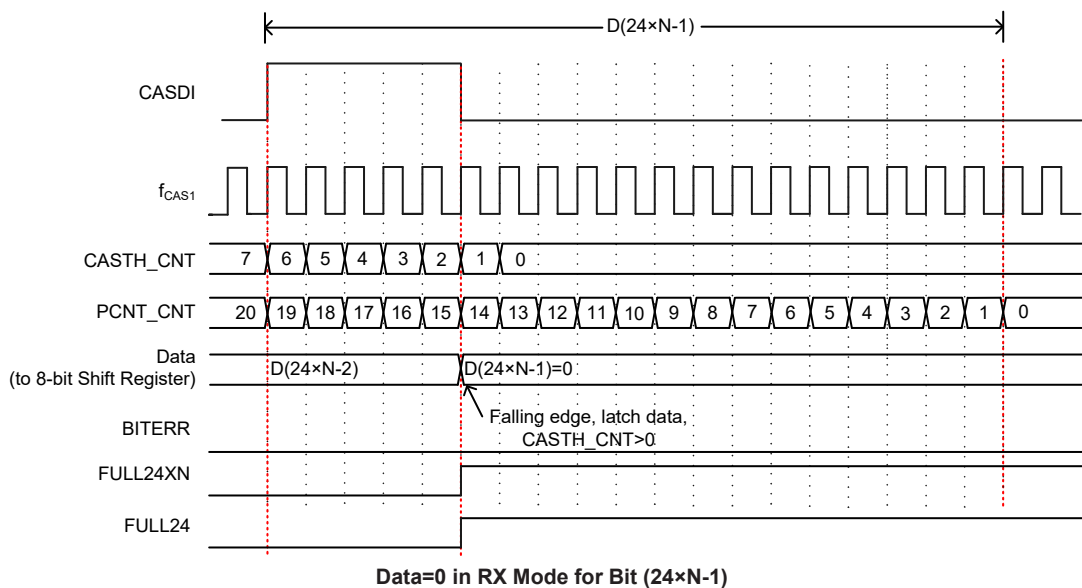 D(24×N-1)
CASDI
fCAS1
CASTH_CNT 7 6 5 4 3 2 1 0
PCNT_CNT 20 19 18 17 16 15 14 13 12 11 10 9 8 7 6 5 4 3 2 1 0
Data
(to 8-bit Shift Register)
D(24×N-2) D(24×N-1)=0
Falling edge, latch data,
CASTH_CNT>0
BITERR
FULL24XN
FULL24
Data=0 in RX Mode for Bit (24×N-1)